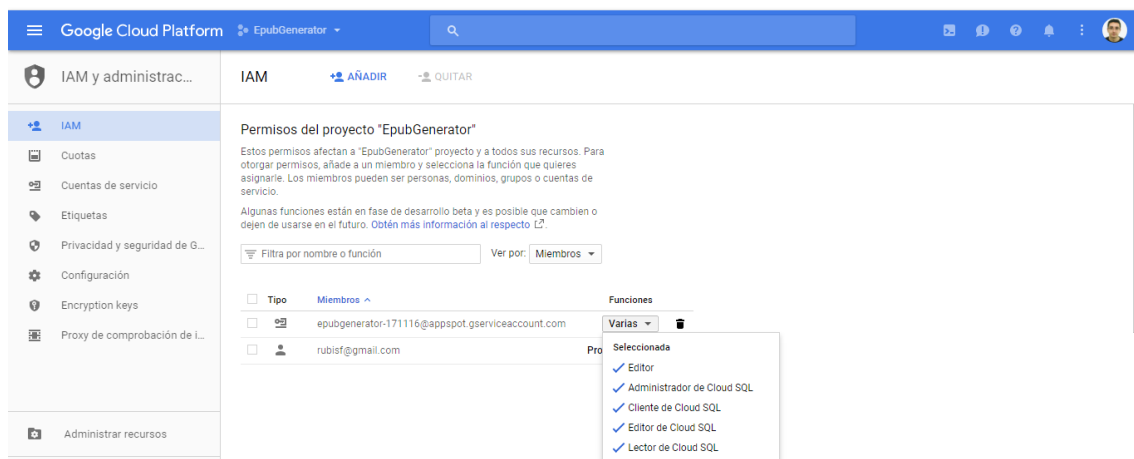 Google Cloud Platform EpubGenerator
IAM y administrac...
IAM AÑADIR QUITAR
IAM
Cuotas
Cuentas de servicio
Etiquetas
Privacidad y seguridad de G...
Configuración
Encryption keys
Proxy de comprobación de i...
Administrar recursos
Permisos del proyecto "EpubGenerator"
Estos permisos afectan a "EpubGenerator" proyecto y a todos sus recursos. Para
otorgar permisos, añade a un miembro y selecciona la función que quieres
asignarle. Los miembros pueden ser personas, dominios, grupos o cuentas de
servicio.
Algunas funciones están en fase de desarrollo beta y es posible que cambien o
dejen de usarse en el futuro. Obtén más información al respecto.
Filtra por nombre o función Ver por: Miembros
Tipo Miembros Funciones
epubgenerator-171116@appspot.gserviceaccount.com Varias
rubisf@gmail.com Pro
Seleccionada
Editor
Administrador de Cloud SQL
Cliente de Cloud SQL
Editor de Cloud SQL
Lector de Cloud SQL